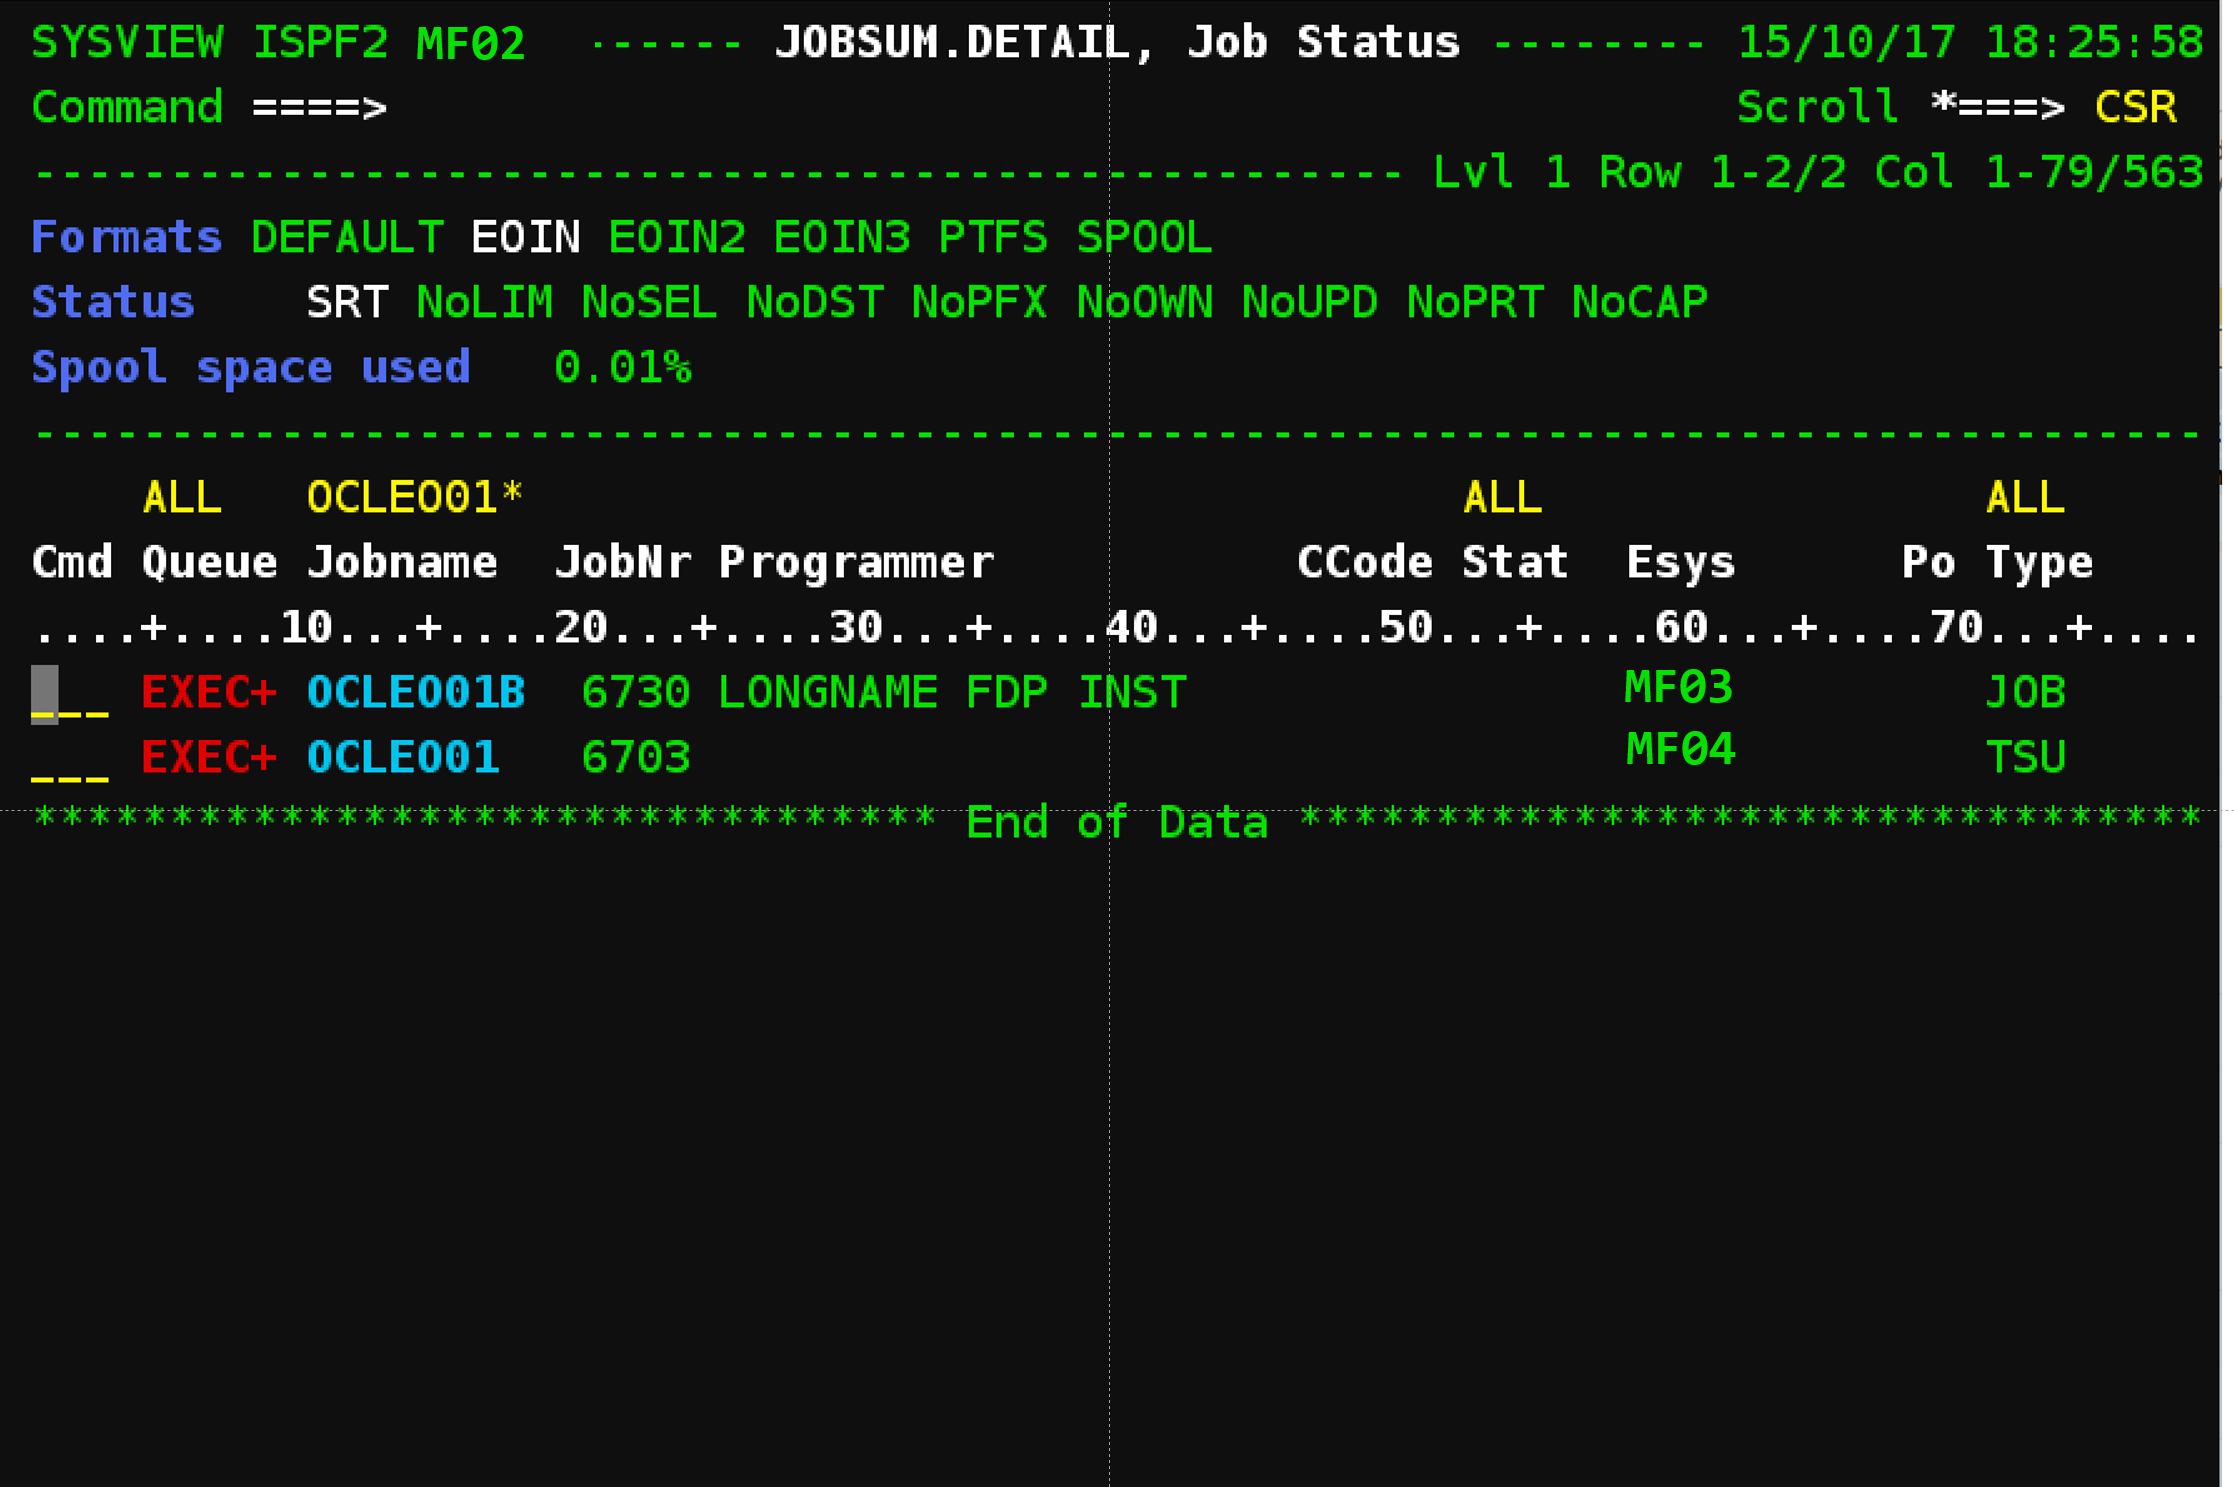 SYSVIEW ISPF2 MF02 ------ JOBSUM.DETAIL, Job Status -------- 15/10/17 18:25:58
Command ====> Scroll *===> CSR
-------------------------------------------------- Lvl 1 Row 1-2/2 Col 1-79/563
Formats DEFAULT EOIN EOIN2 EOIN3 PTFS SPOOL
Status SRT NoLIM NoSEL NoDST NoPFX NoOWN NoUPD NoPRT NoCAP
Spool space used 0.01%
-------------------------------------------------------------------------------
ALL OCLEO01* ALL ALL
Cmd Queue Jobname JobNr Programmer CCode Stat Esys Po Type
....+....10...+....20...+....30...+....40...+....50...+....60...+....70...+....
___ EXEC+ OCLEO01B 6730 LONGNAME FDP INST MF03 JOB
___ EXEC+ OCLEO01 6703 MF04 TSU
********************************* End of Data *********************************